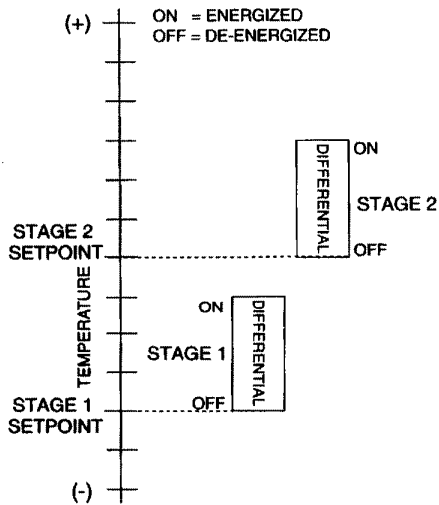 (+)
ON = ENERGIZED
OFF = DE-ENERGIZED
DIFFERENTIAL
ON
STAGE 2
OFF
STAGE 2
SETPOINT
TEMPERATURE
ON
STAGE 1
OFF
DIFFERENTIAL
STAGE 1
SETPOINT
(-)